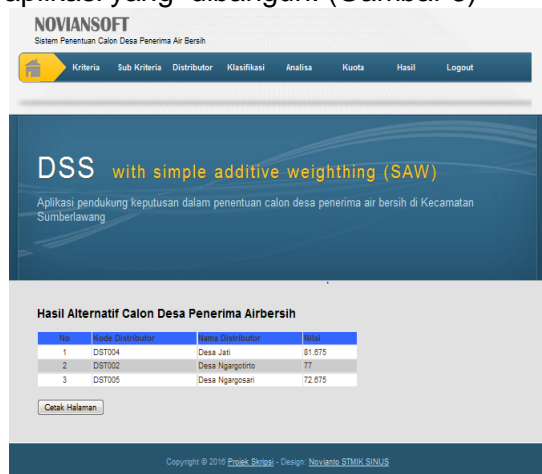 aplikasi yang dibangun. (Gambar 3)
NOVIANSOFT
Sistem Penentuan Calon Desa Penerima Air Bersih
Kriteria Sub Kriteria Distributor Klasifikasi Analisa Kuota Hasil Logout
DSS with simple additive weighthing (SAW)
Aplikasi pendukung keputusan dalam penentuan calon desa penerima air bersih di Kecamatan
Sumberlawang
Hasil Alternatif Calon Desa Penerima Airbersih
No Kode Distributor Nama Distributor Nilai
1 DST004 Desa Jati 81.675
2 DST002 Desa Ngargotirto 77
3 DST005 Desa Ngargosari 72.675
Cetak Halaman
Copyright © 2016 Projek Skripsi - Design: Novianto STMIK SINUS